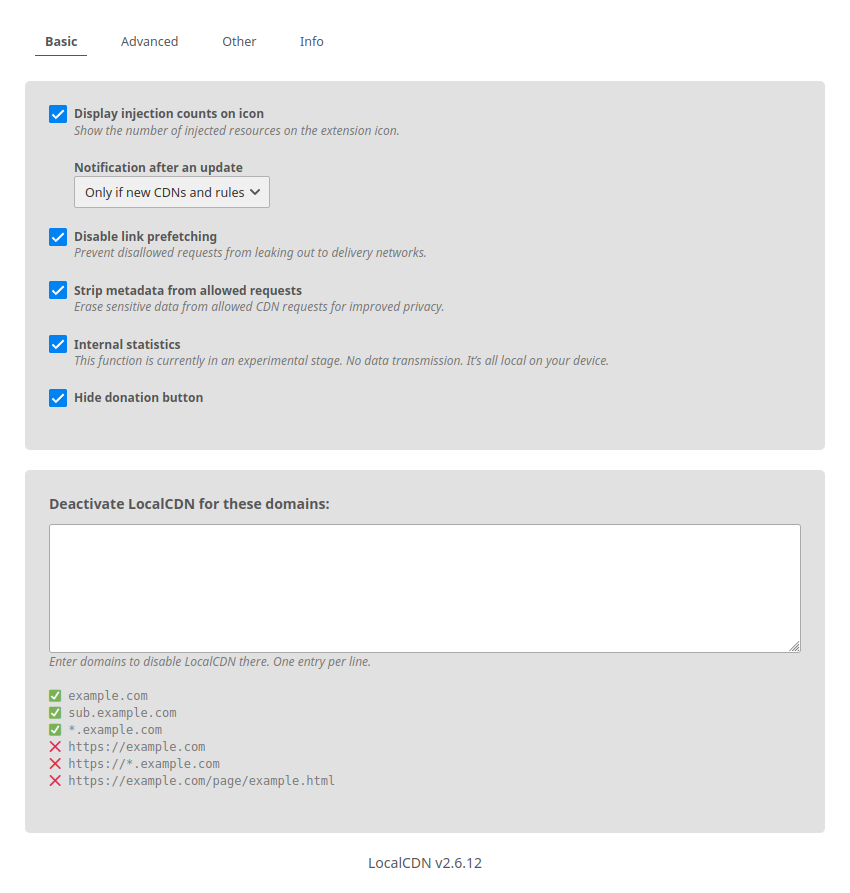 Basic Advanced Other Info
Display injection counts on icon
Show the number of injected resources on the extension icon.
Notification after an update
Only if new CDNs and rules
Disable link prefetching
Prevent disallowed requests from leaking out to delivery networks.
Strip metadata from allowed requests
Erase sensitive data from allowed CDN requests for improved privacy.
Internal statistics
This function is currently in an experimental stage. No data transmission. It’s all local on your device.
Hide donation button
Deactivate LocalCDN for these domains:
Enter domains to disable LocalCDN there. One entry per line.
✅ example.com
✅ sub.example.com
✅ *.example.com
❌ https://example.com
❌ https://*.example.com
❌ https://example.com/page/example.html
LocalCDN v2.6.12